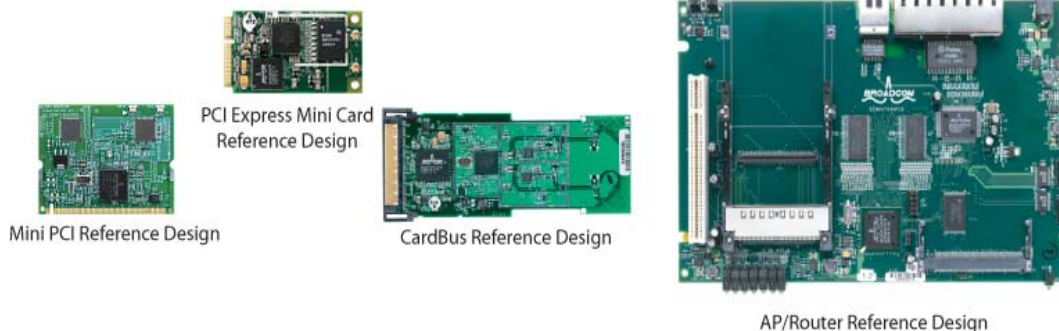 PCI Express Mini Card
Reference Design
Mini PCI Reference Design
CardBus Reference Design
BROADCOM
AP/Router Reference Design